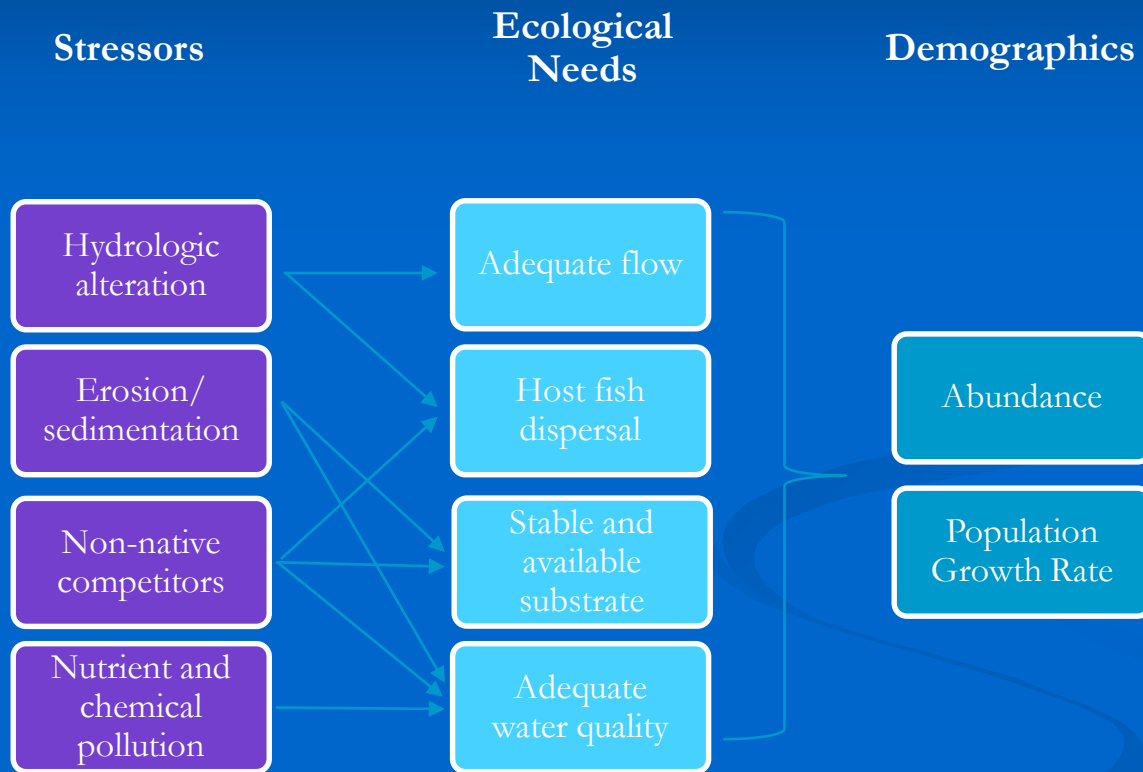 Stressors
Ecological
Needs
Demographics
Hydrologic
alteration
Adequate flow
Erosion/
sedimentation
Host fish
dispersal
Abundance
Non-native
competitors
Stable and
available
substrate
Population
Growth Rate
Nutrient and
chemical
pollution
Adequate
water quality